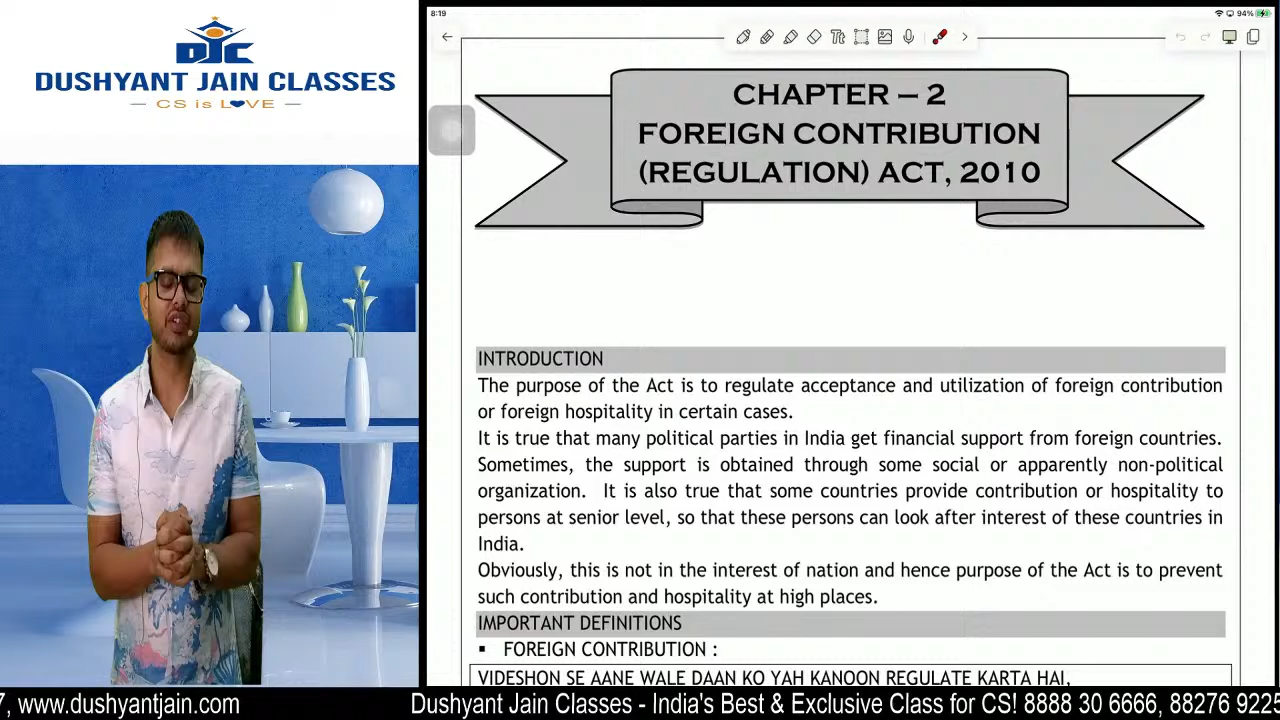 DJC
DUSHYANT JAIN CLASSES
CS is LOVE
8:19
94%
Tt
CHAPTER – 2
FOREIGN CONTRIBUTION
(REGULATION) ACT, 2010
INTRODUCTION
The purpose of the Act is to regulate acceptance and utilization of foreign contribution
or foreign hospitality in certain cases.
It is true that many political parties in India get financial support from foreign countries.
Sometimes, the support is obtained through some social or apparently non-political
organization. It is also true that some countries provide contribution or hospitality to
persons at senior level, so that these persons can look after interest of these countries in
India.
Obviously, this is not in the interest of nation and hence purpose of the Act is to prevent
such contribution and hospitality at high places.
IMPORTANT DEFINITIONS
▪ FOREIGN CONTRIBUTION :
VIDESHON SE AANE WALE DAAN KO YAH KANOON REGULATE KARTA HAI,
7, www.dushyantjain.com
Dushyant Jain Classes - India's Best & Exclusive Class for CS! 8888 30 6666, 88276 9225